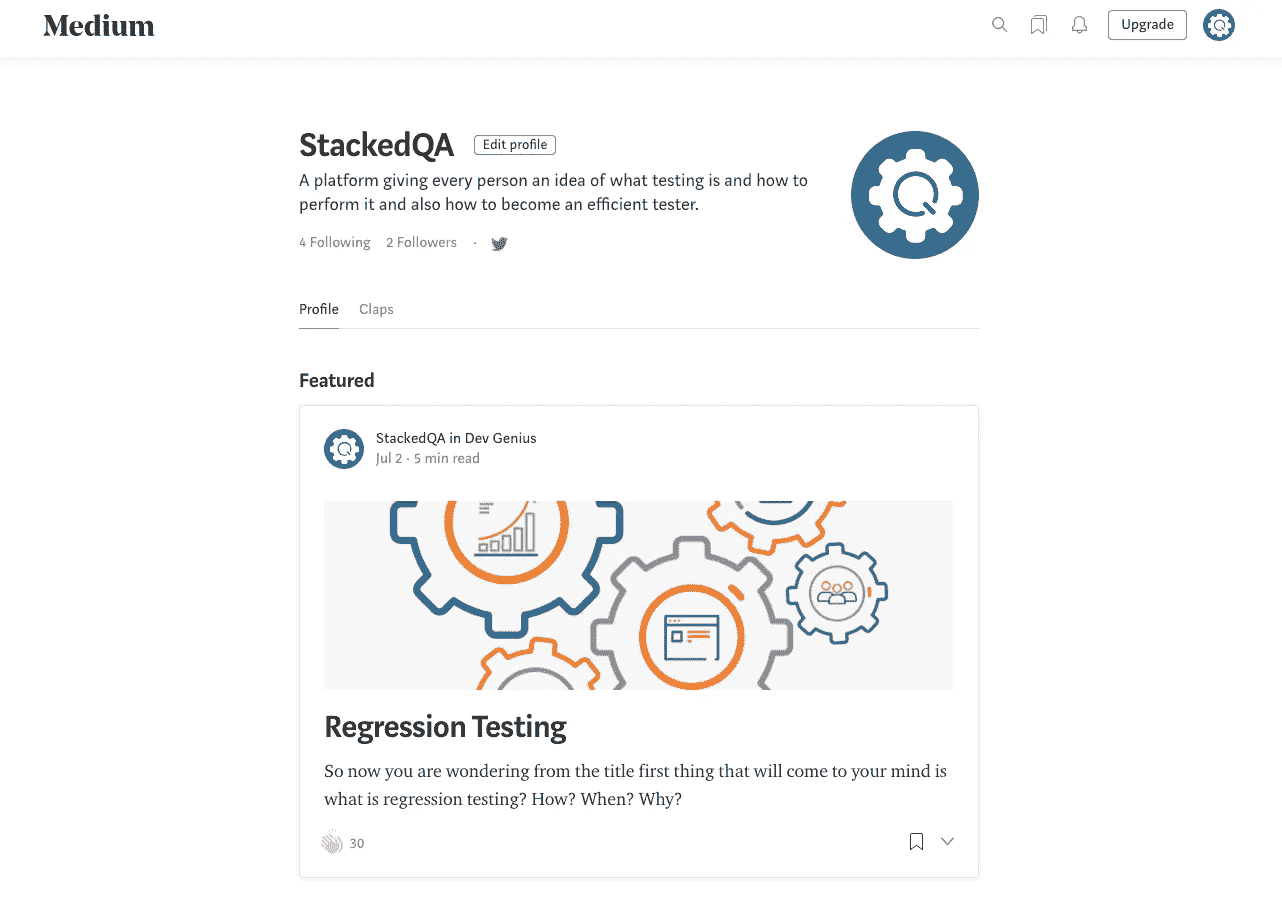 Medium
Upgrade
StackedQA Edit profile
A platform giving every person an idea of what testing is and how to
perform it and also how to become an efficient tester.
4 Following 2 Followers ·
Profile Claps
Featured
StackedQA in Dev Genius
Jul 2 · 5 min read
Regression Testing
So now you are wondering from the title first thing that will come to your mind is
what is regression testing? How? When? Why?
30